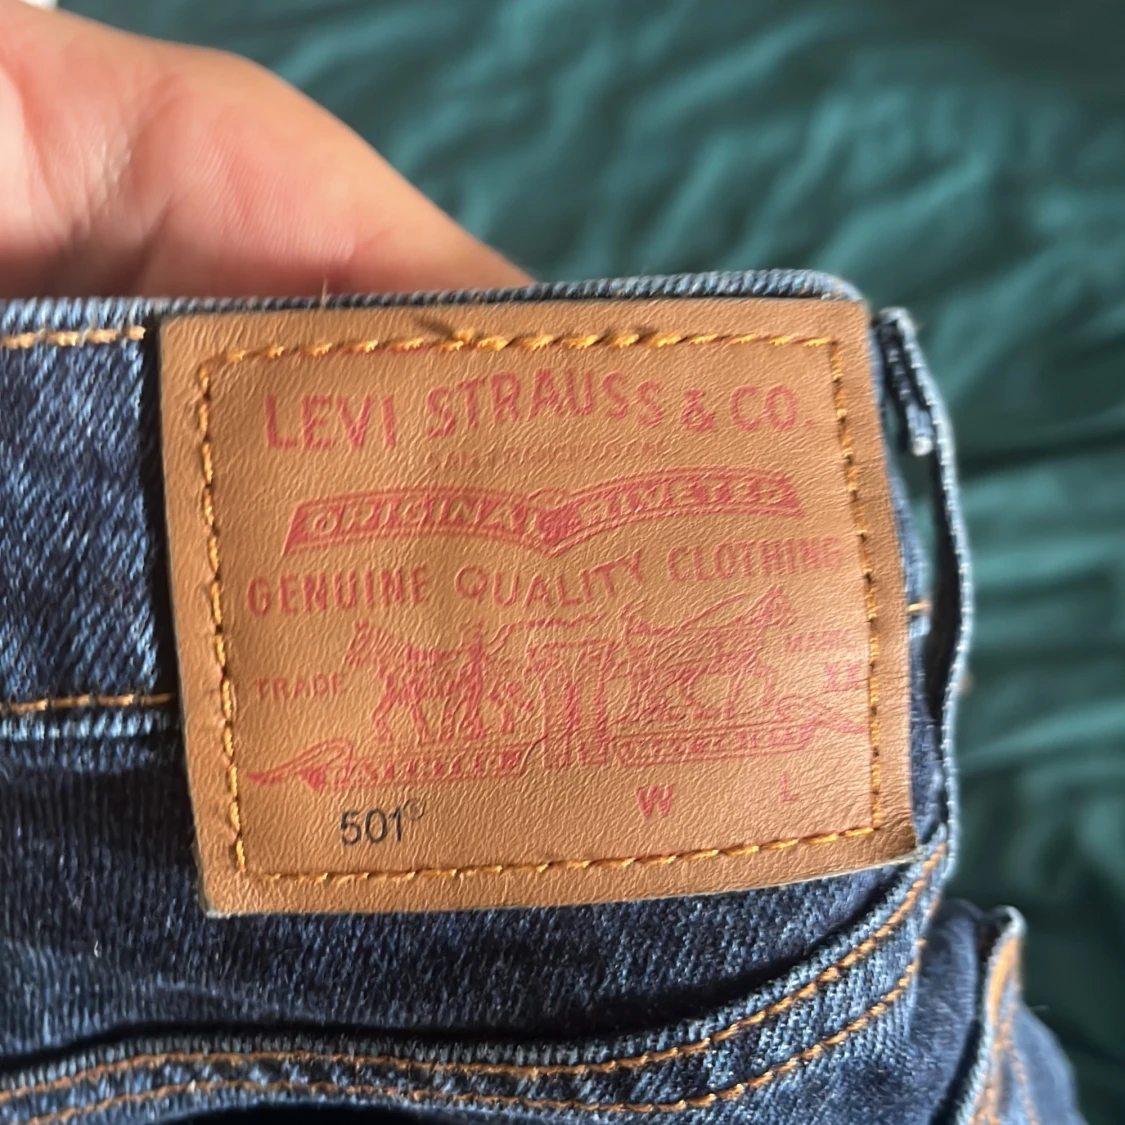 LEVI STRAUSS & CO.
ORIGINAL RIVETED
GENUINE QUALITY CLOTHING
TRADE
501® W L